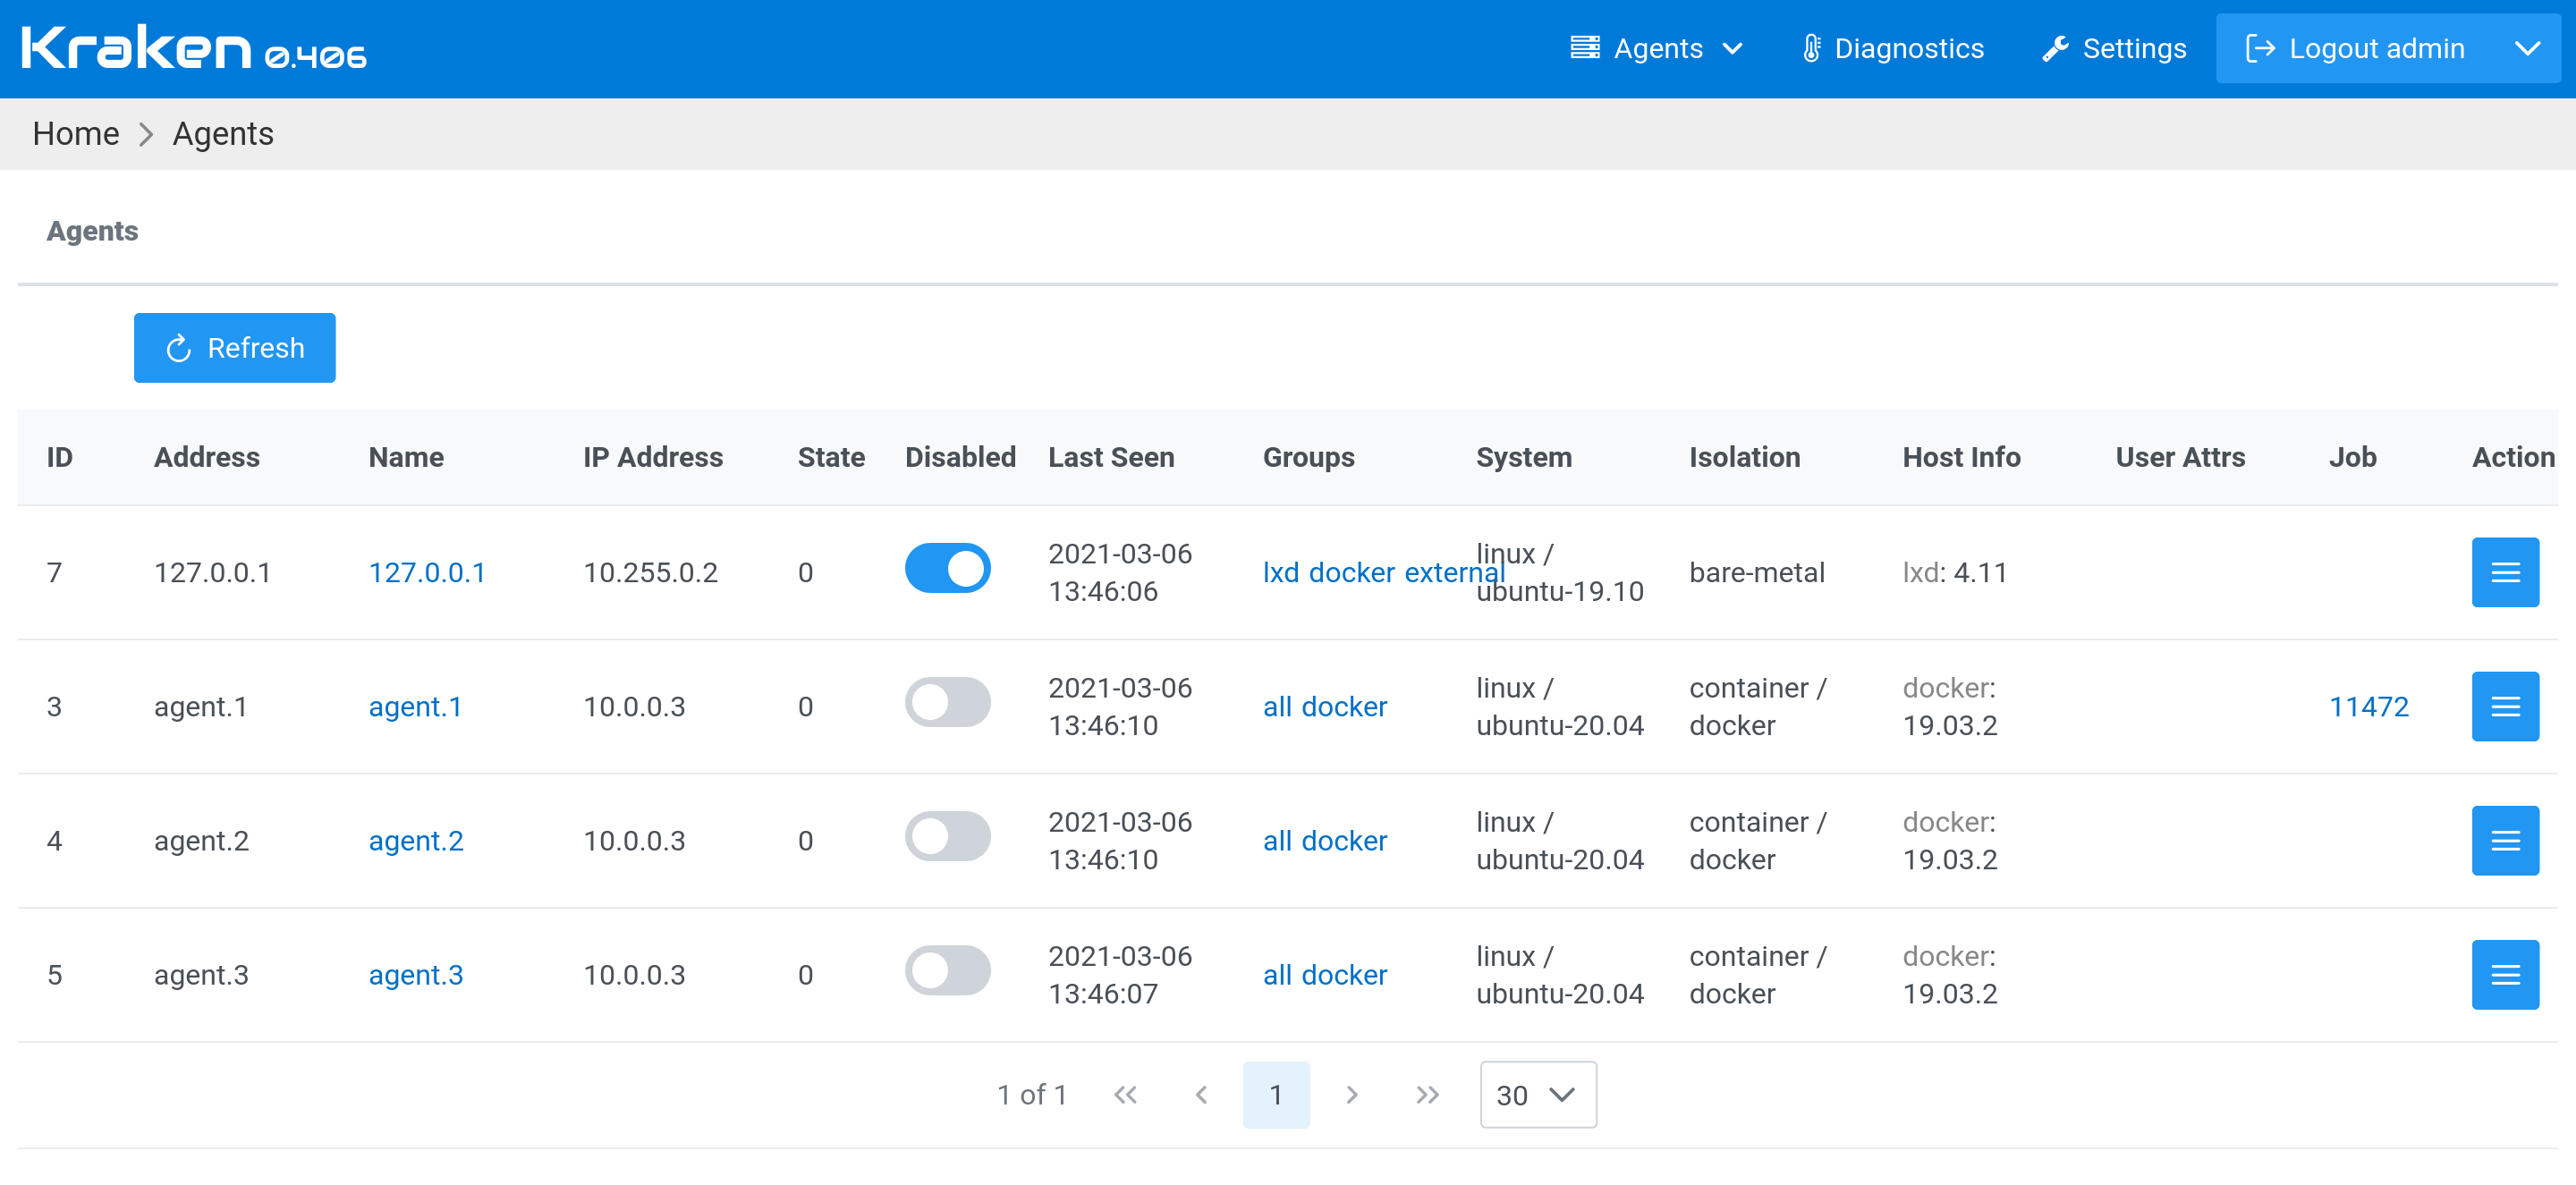 Kraken 0.406
Agents
Diagnostics
Settings
Logout admin
Home > Agents
Agents
Refresh
ID Address Name IP Address State Disabled Last Seen Groups System Isolation Host Info User Attrs Job Action
7 127.0.0.1 127.0.0.1 10.255.0.2 0 2021-03-06 13:46:06 lxd docker external linux / ubuntu-19.10 bare-metal lxd: 4.11
3 agent.1 agent.1 10.0.0.3 0 2021-03-06 13:46:10 all docker linux / ubuntu-20.04 container / docker docker: 19.03.2 11472
4 agent.2 agent.2 10.0.0.3 0 2021-03-06 13:46:10 all docker linux / ubuntu-20.04 container / docker docker: 19.03.2
5 agent.3 agent.3 10.0.0.3 0 2021-03-06 13:46:07 all docker linux / ubuntu-20.04 container / docker docker: 19.03.2
1 of 1 « ‹ 1 › » 30